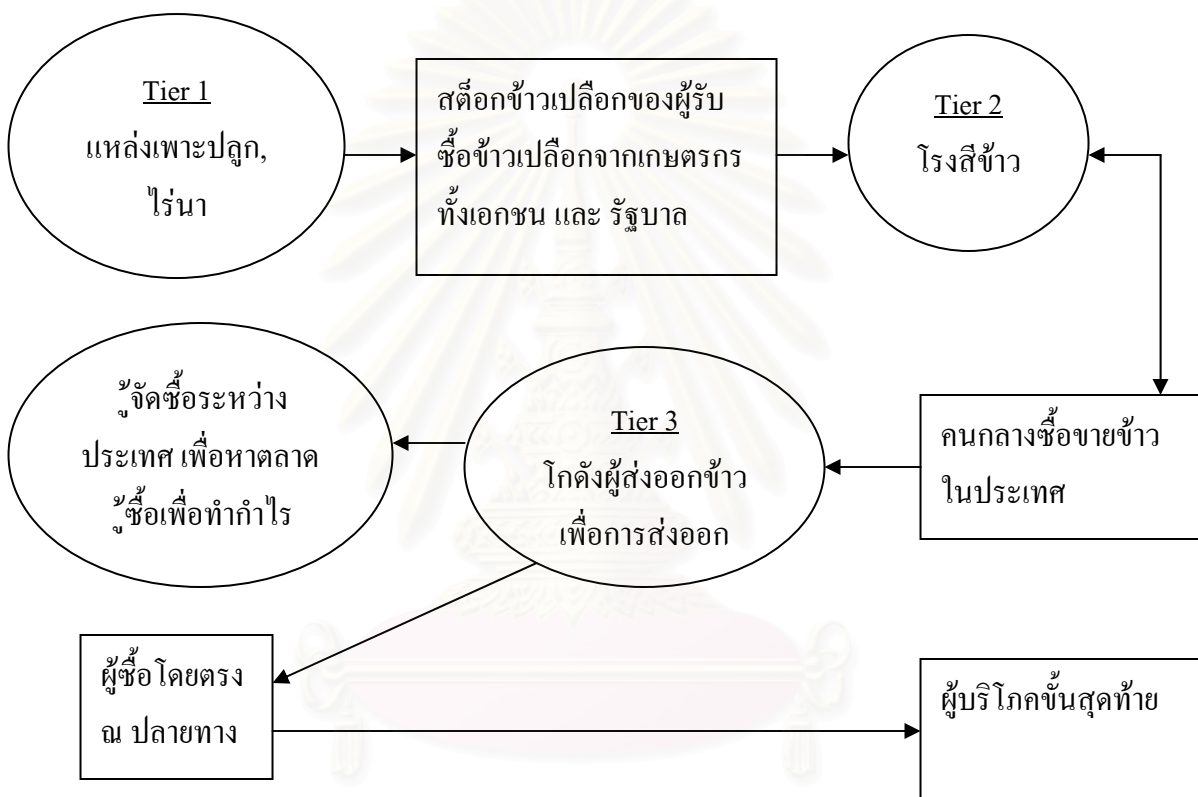 Tier 1
แหล่งเพาะปลูก,
ไร่นา
สต็อกข้าวเปลือกของผู้รับ
ซื้อข้าวเปลือกจากเกษตรกร
ทั้งเอกชน และ รัฐบาล
Tier 2
โรงสีข้าว
คนกลางซื้อขายข้าว
ในประเทศ
Tier 3
โกดังผู้ส่งออกข้าว
เพื่อการส่งออก
ู้จัดซื้อระหว่าง
ประเทศ เพื่อหาตลาด
ู้ซื้อเพื่อทำกำไร
ผู้ซื้อโดยตรง
ณ ปลายทาง
ผู้บริโภคขั้นสุดท้าย